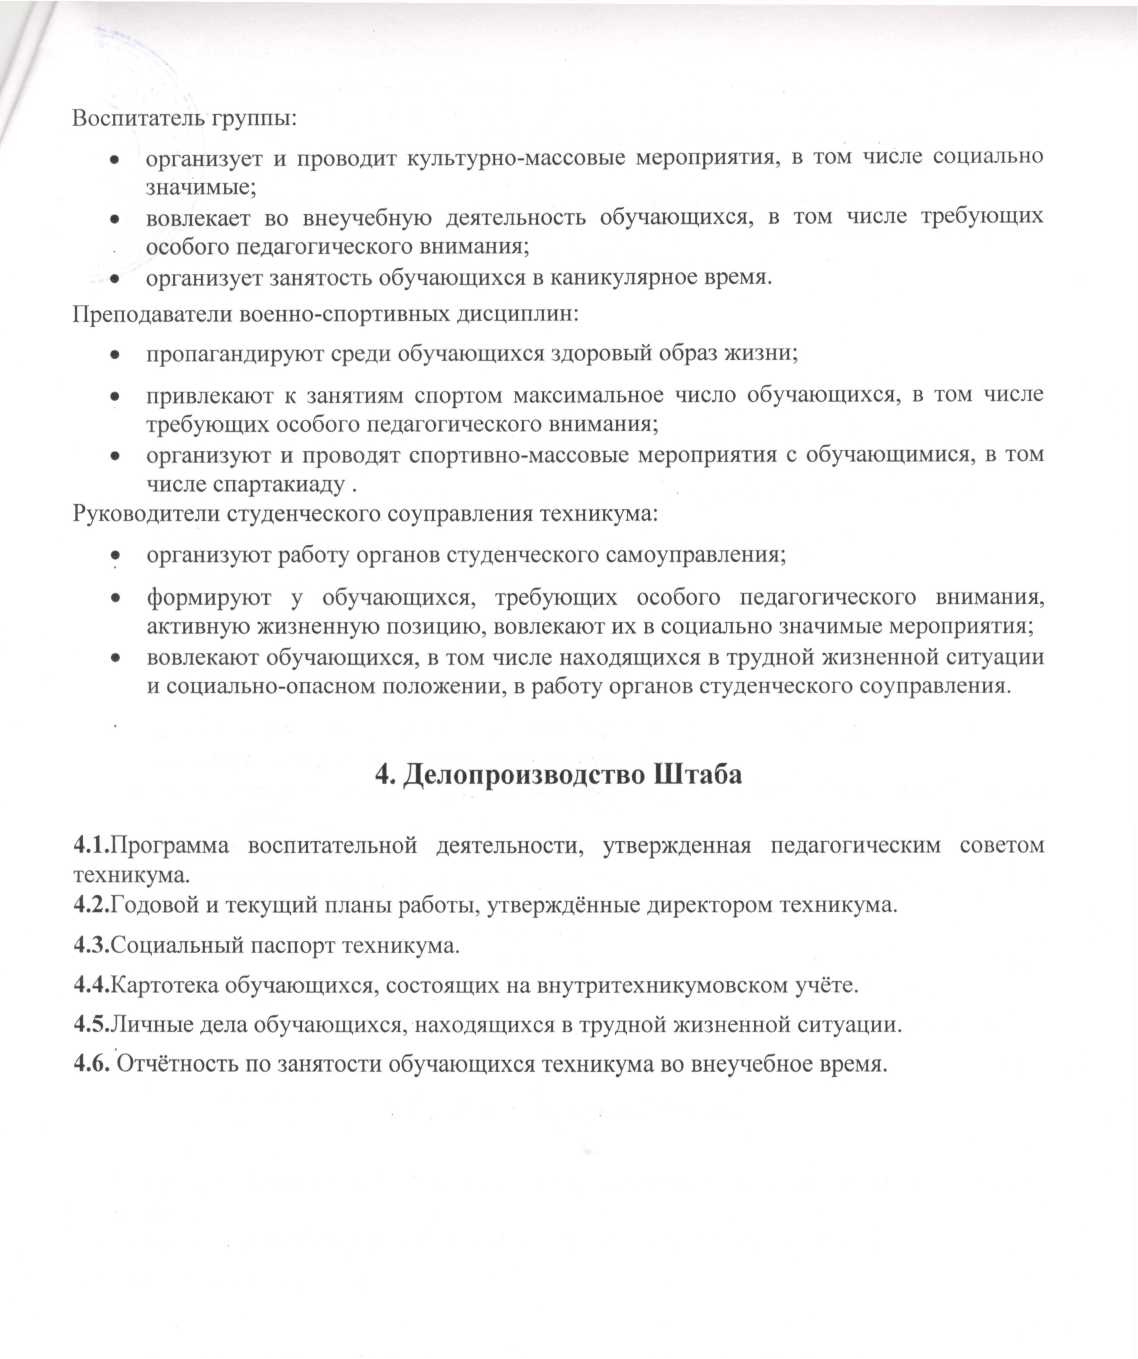 Воспитатель группы:
• организует и проводит культурно-массовые мероприятия, в том числе социально
значимые;
• вовлекает во внеучебную деятельность обучающихся, в том числе требующих
особого педагогического внимания;
• организует занятость обучающихся в каникулярное время.
Преподаватели военно-спортивных дисциплин:
• пропагандируют среди обучающихся здоровый образ жизни;
• привлекают к занятиям спортом максимальное число обучающихся, в том числе
требующих особого педагогического внимания;
• организуют и проводят спортивно-массовые мероприятия с обучающимися, в том
числе спартакиаду .
Руководители студенческого соуправления техникума:
• организуют работу органов студенческого самоуправления;
• формируют у обучающихся, требующих особого педагогического внимания,
активную жизненную позицию, вовлекают их в социально значимые мероприятия;
• вовлекают обучающихся, в том числе находящихся в трудной жизненной ситуации
и социально-опасном положении, в работу органов студенческого соуправления.
4. Делопроизводство Штаба
4.1.Программа воспитательной деятельности, утвержденная педагогическим советом
техникума.
4.2.Годовой и текущий планы работы, утверждённые директором техникума.
4.3.Социальный паспорт техникума.
4.4.Картотека обучающихся, состоящих на внутритехникумовском учёте.
4.5.Личные дела обучающихся, находящихся в трудной жизненной ситуации.
4.6. Отчётность по занятости обучающихся техникума во внеучебное время.